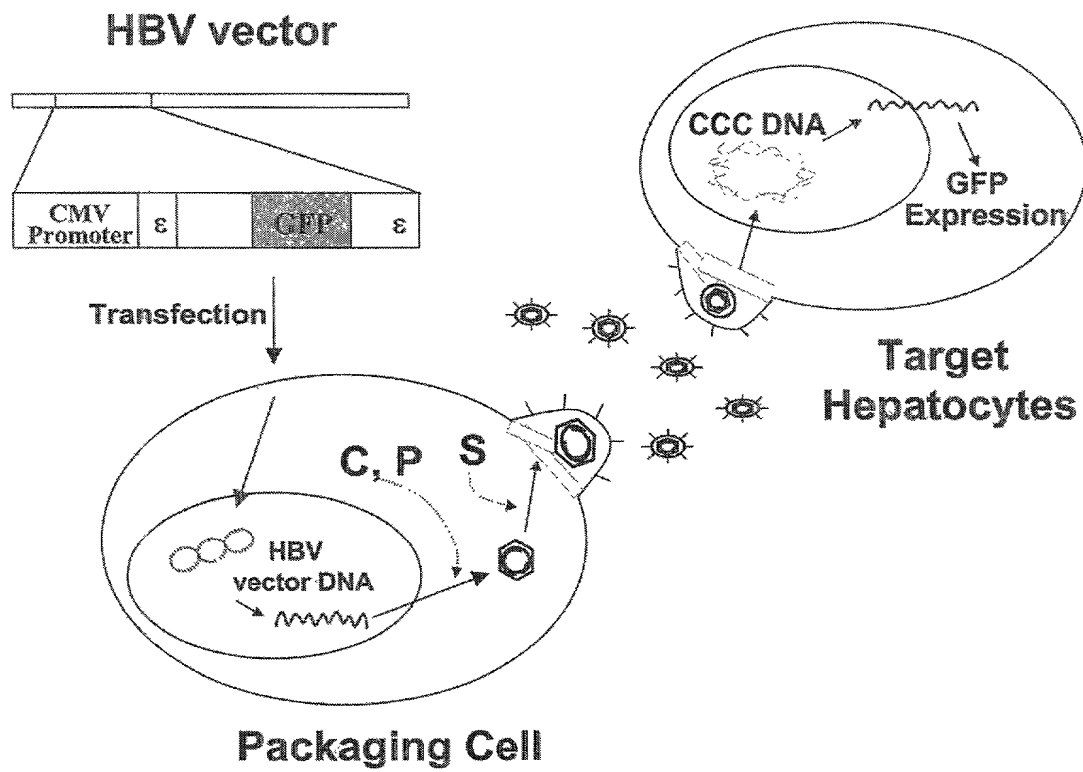 HBV vector
CMV
Promoter
ε
GFP
ε
Transfection
CCC DNA
GFP
Expression
Target
Hepatocytes
C, P
S
HBV
vector DNA
Packaging Cell